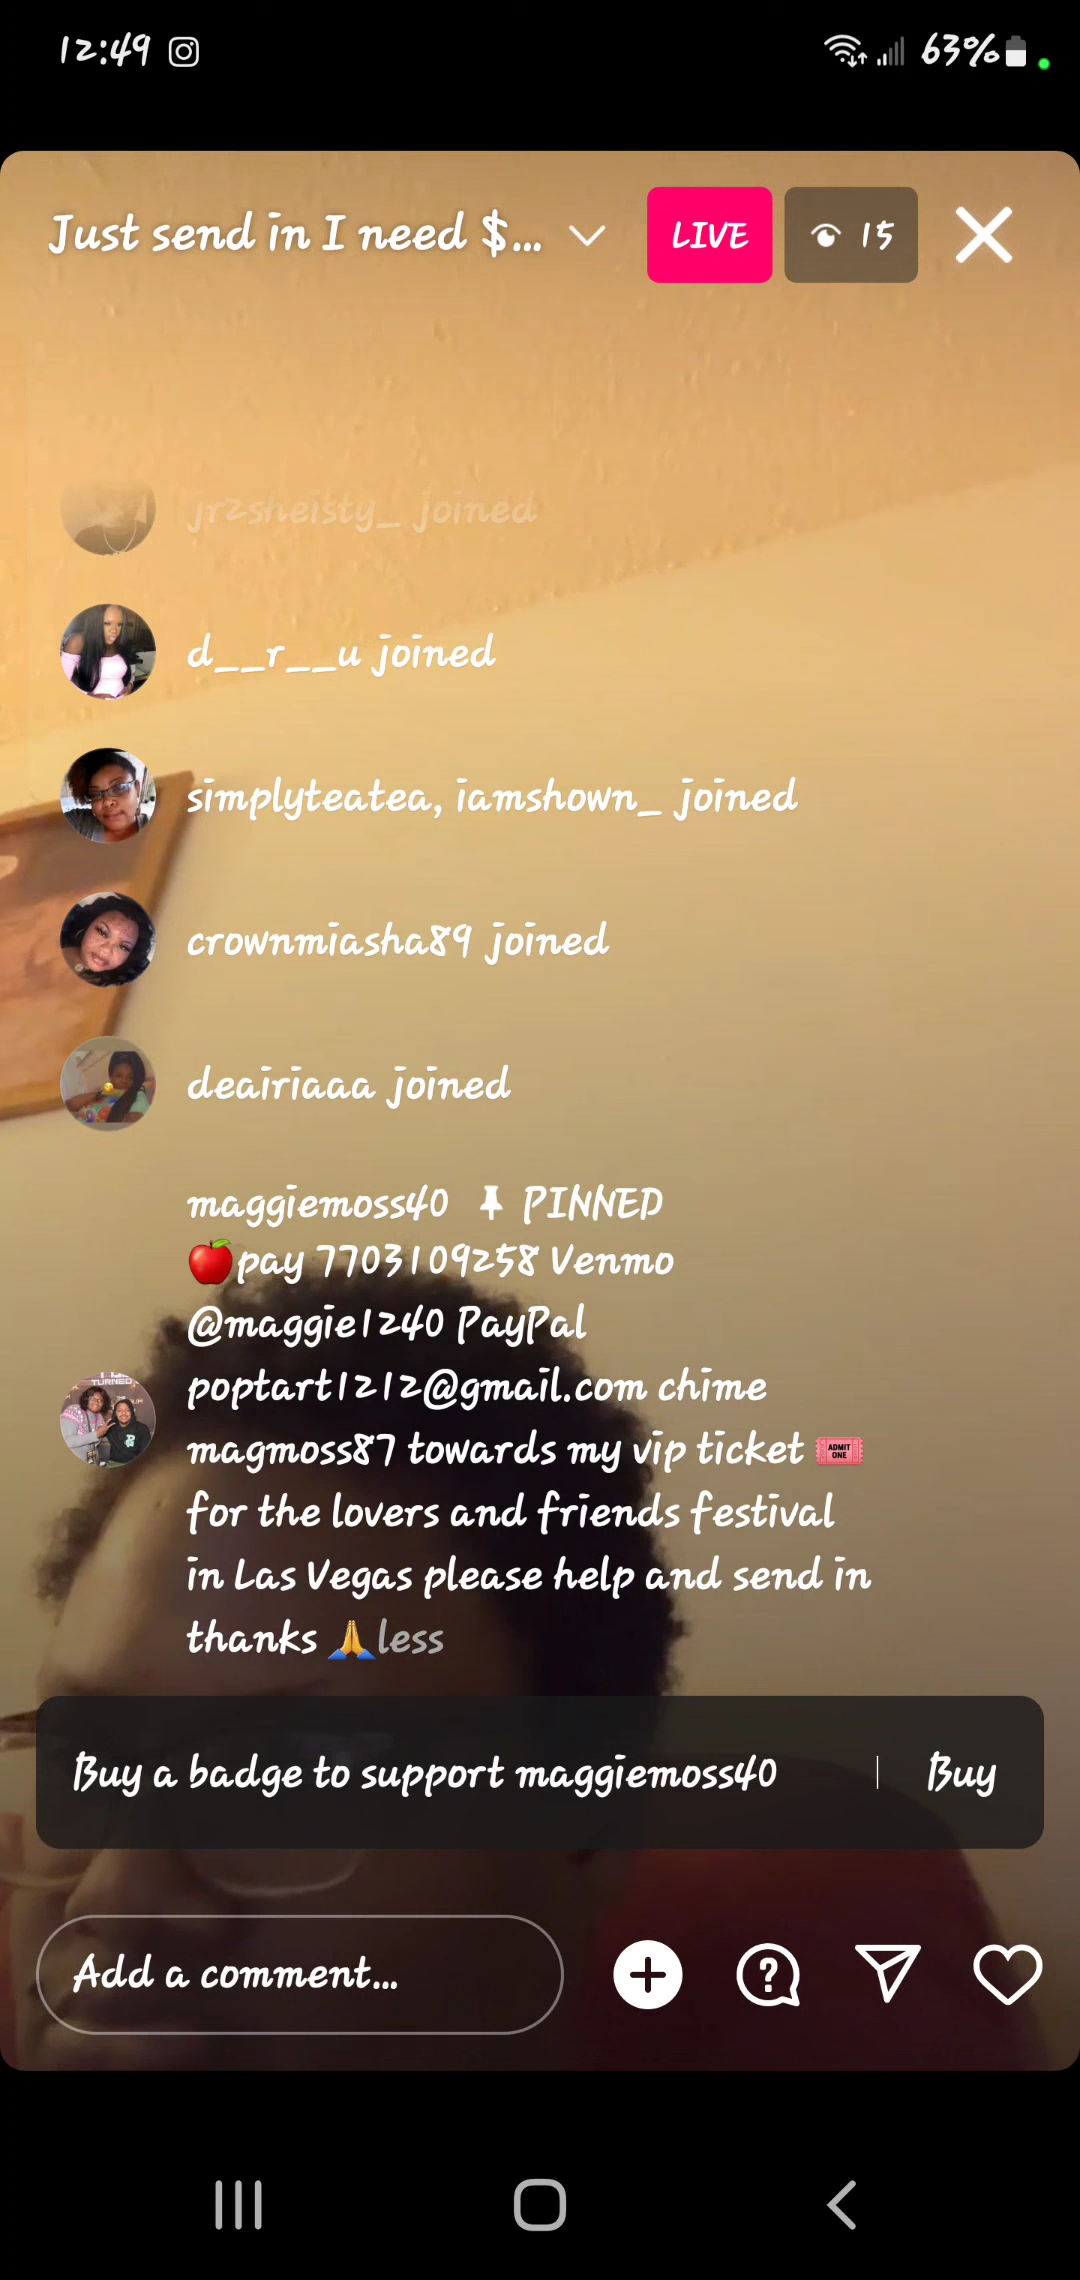 12:49
63%
Just send in I need $...
LIVE
15
jr2sheisty_ joined
d__r__u joined
simplyteatea, iamshown_ joined
crownmiasha89 joined
deairiaaa joined
maggiemoss40 PINNED
🍎pay 7703109258 Venmo
@maggie1240 PayPal
poptart1212@gmail.com chime
magmoss87 towards my vip ticket 🎟️
for the lovers and friends festival
in Las Vegas please help and send in
thanks 🙏less
Buy a badge to support maggiemoss40 | Buy
Add a comment...